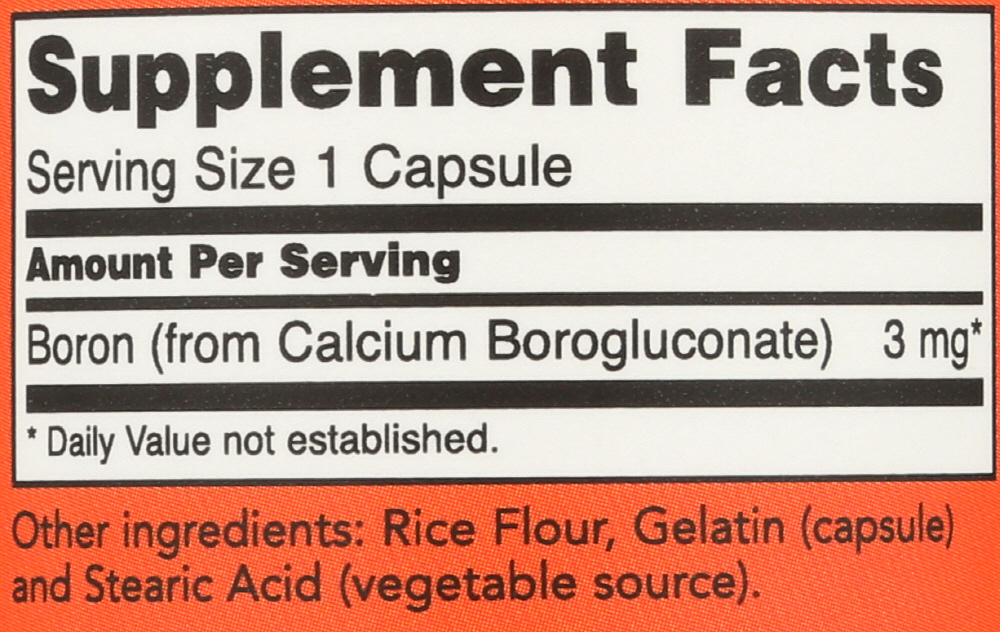 Supplement Facts
Serving Size 1 Capsule
Amount Per Serving
Boron (from Calcium Borogluconate) 3 mg*
* Daily Value not established.
Other ingredients: Rice Flour, Gelatin (capsule)
and Stearic Acid (vegetable source).